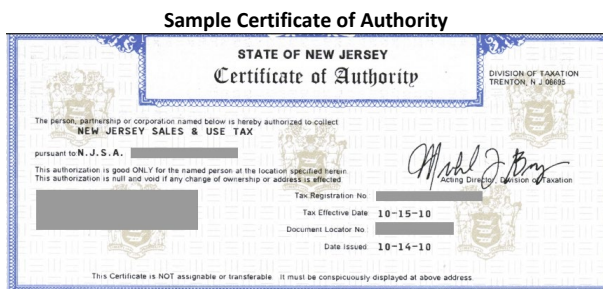 Sample Certificate of Authority
STATE OF NEW JERSEY
Certificate of Authority
DIVISION OF TAXATION
TRENTON, N J 08695
The person, partnership or corporation named below is hereby authorized to collect
NEW JERSEY SALES & USE TAX
pursuant to N.J.S.A.
This authorization is good ONLY for the named person at the location specified herein
This authorization is null and void if any change of ownership or address is effected
Acting Director, Division of Taxation
Tax Registration No
Tax Effective Date 10-15-10
Document Locator No
Date Issued 10-14-10
This Certificate is NOT assignable or transferable. It must be conspicuously displayed at above address.